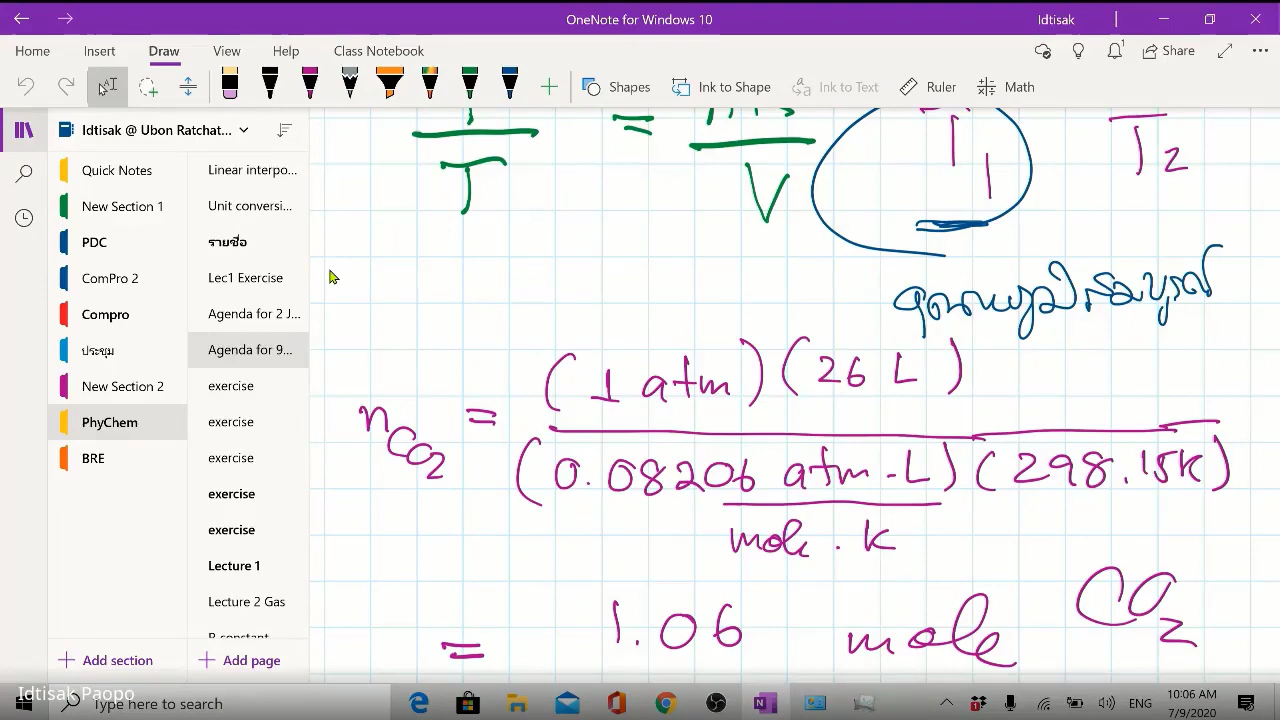 OneNote for Windows 10
Idtisak
Home Insert Draw View Help Class Notebook
Share
Shapes Ink to Shape Ink to Text Ruler Math
Idtisak @ Ubon Ratchat...
Quick Notes
New Section 1
PDC
ComPro 2
Compro
ประชุม
New Section 2
PhyChem
BRE
Add section
Linear interpo...
Unit conversi...
รายชื่อ
Lec1 Exercise
Agenda for 2 J...
Agenda for 9...
exercise
exercise
exercise
exercise
exercise
Lecture 1
Lecture 2 Gas
R constant
Add page
T = V
T1 T2
อุณหภูมิสัมบูรณ์
(1 atm)(26 L)
nCO2 =
(0.08206 atm-L)(298.15K)
mole . K
= 1.06 mole CO2
Idtisak Paopo
Type here to search
ENG
10:06 AM
7/9/2020